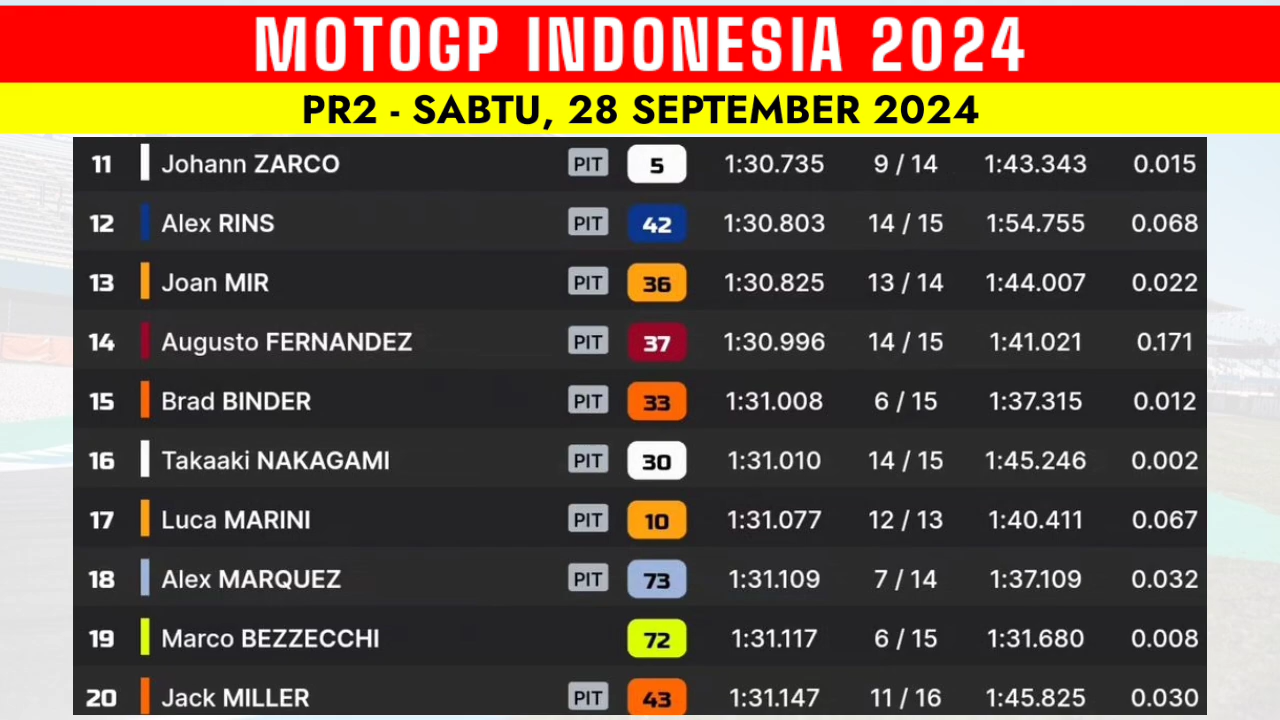 MOTOGP INDONESIA 2024
PR2 - SABTU, 28 SEPTEMBER 2024
11 Johann ZARCO PIT 5 1:30.735 9 / 14 1:43.343 0.015
12 Alex RINS PIT 42 1:30.803 14 / 15 1:54.755 0.068
13 Joan MIR PIT 36 1:30.825 13 / 14 1:44.007 0.022
14 Augusto FERNANDEZ PIT 37 1:30.996 14 / 15 1:41.021 0.171
15 Brad BINDER PIT 33 1:31.008 6 / 15 1:37.315 0.012
16 Takaaki NAKAGAMI PIT 30 1:31.010 14 / 15 1:45.246 0.002
17 Luca MARINI PIT 10 1:31.077 12 / 13 1:40.411 0.067
18 Alex MARQUEZ PIT 73 1:31.109 7 / 14 1:37.109 0.032
19 Marco BEZZECCHI 72 1:31.117 6 / 15 1:31.680 0.008
20 Jack MILLER PIT 43 1:31.147 11 / 16 1:45.825 0.030